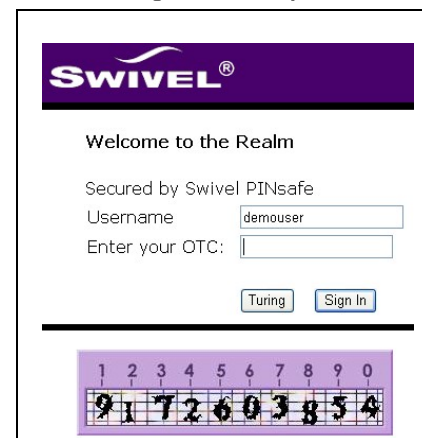 SWIVEL®
Welcome to the Realm
Secured by Swivel PINsafe
Username demouser
Enter your OTC:
Turing Sign In
1 2 3 4 5 6 7 8 9 0
9 1 7 2 6 0 3 8 5 4